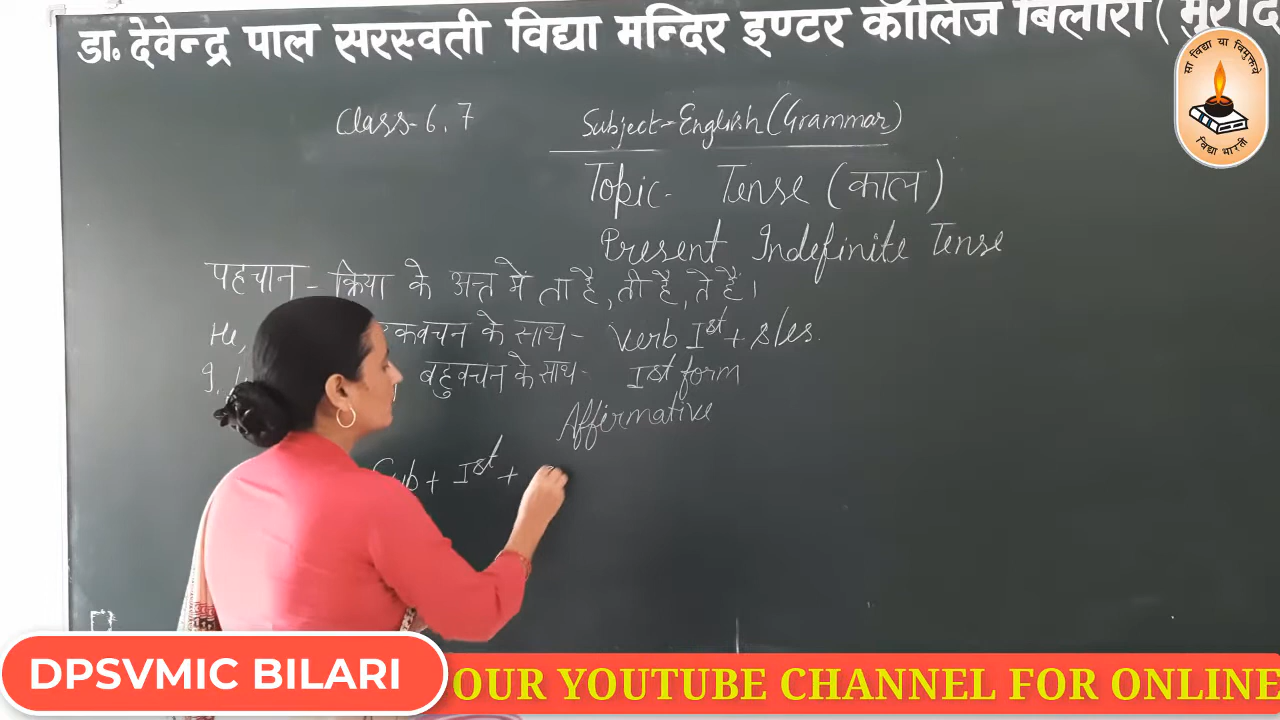 डा. देवेन्द्र पाल सरस्वती विद्या मन्दिर इण्टर कॉलिज बिलारी (
सा विद्या या विमुक्तये
विद्या भारती
Class-6,7 Subject-English (Grammar)
Topic- Tense (काल)
Present Indefinite Tense
पहचान - क्रिया के अन्त में ता है, ती है, ते हैं।
He, कवचन के साथ- Verb Ist + s/es.
बहुवचन के साथ- Ist form
Affirmative
Sub + Ist +
DPSVMIC BILARI
OUR YOUTUBE CHANNEL FOR ONLINE